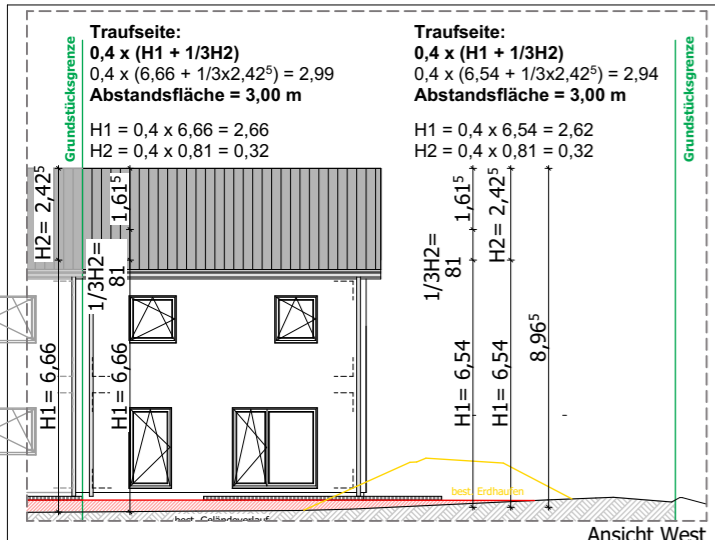 Traufseite:
0,4 x (H1 + 1/3H2)
0,4 x (6,66 + 1/3x2,42⁵) = 2,99
Abstandsfläche = 3,00 m
H1 = 0,4 x 6,66 = 2,66
H2 = 0,4 x 0,81 = 0,32
Traufseite:
0,4 x (H1 + 1/3H2)
0,4 x (6,54 + 1/3x2,42⁵) = 2,94
Abstandsfläche = 3,00 m
H1 = 0,4 x 6,54 = 2,62
H2 = 0,4 x 0,81 = 0,32
Grundstücksgrenze
Grundstücksgrenze
H2= 2,42⁵
1,61⁵
1/3H2=
81
H1= 6,66
H1= 6,66
1,61⁵
H2= 2,42⁵
1/3H2=
81
8,96⁵
H1= 6,54
H1= 6,54
best. Erdhaufen
best. Geländeverlauf
Ansicht West